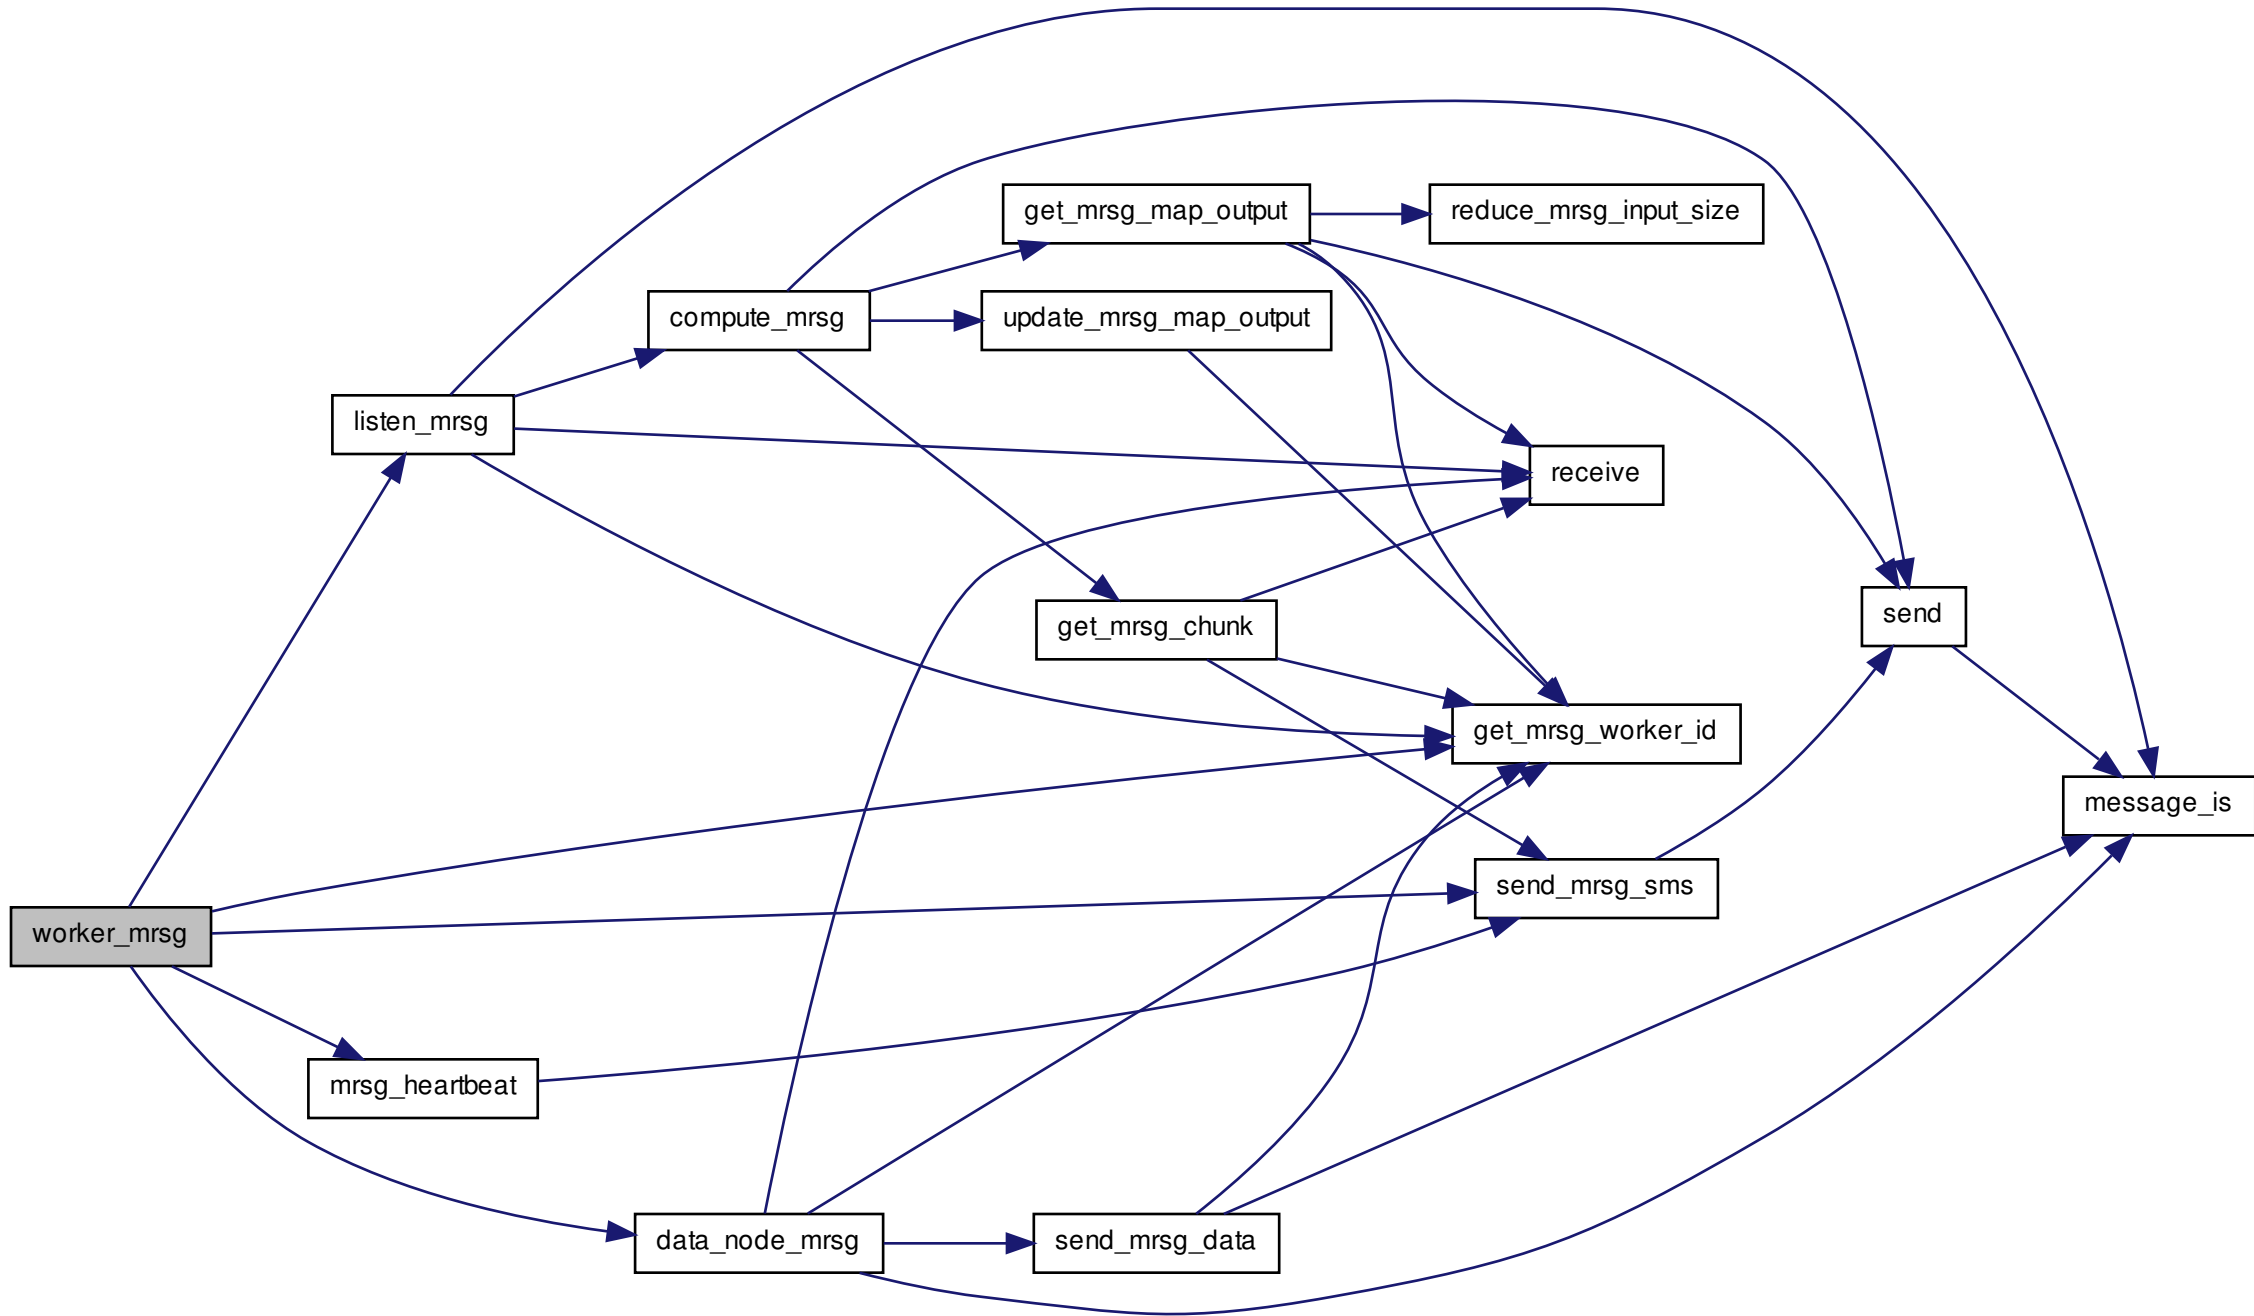 get_mrsg_map_output
reduce_mrsg_input_size
compute_mrsg
update_mrsg_map_output
listen_mrsg
receive
get_mrsg_chunk
send
get_mrsg_worker_id
message_is
send_mrsg_sms
worker_mrsg
mrsg_heartbeat
data_node_mrsg
send_mrsg_data